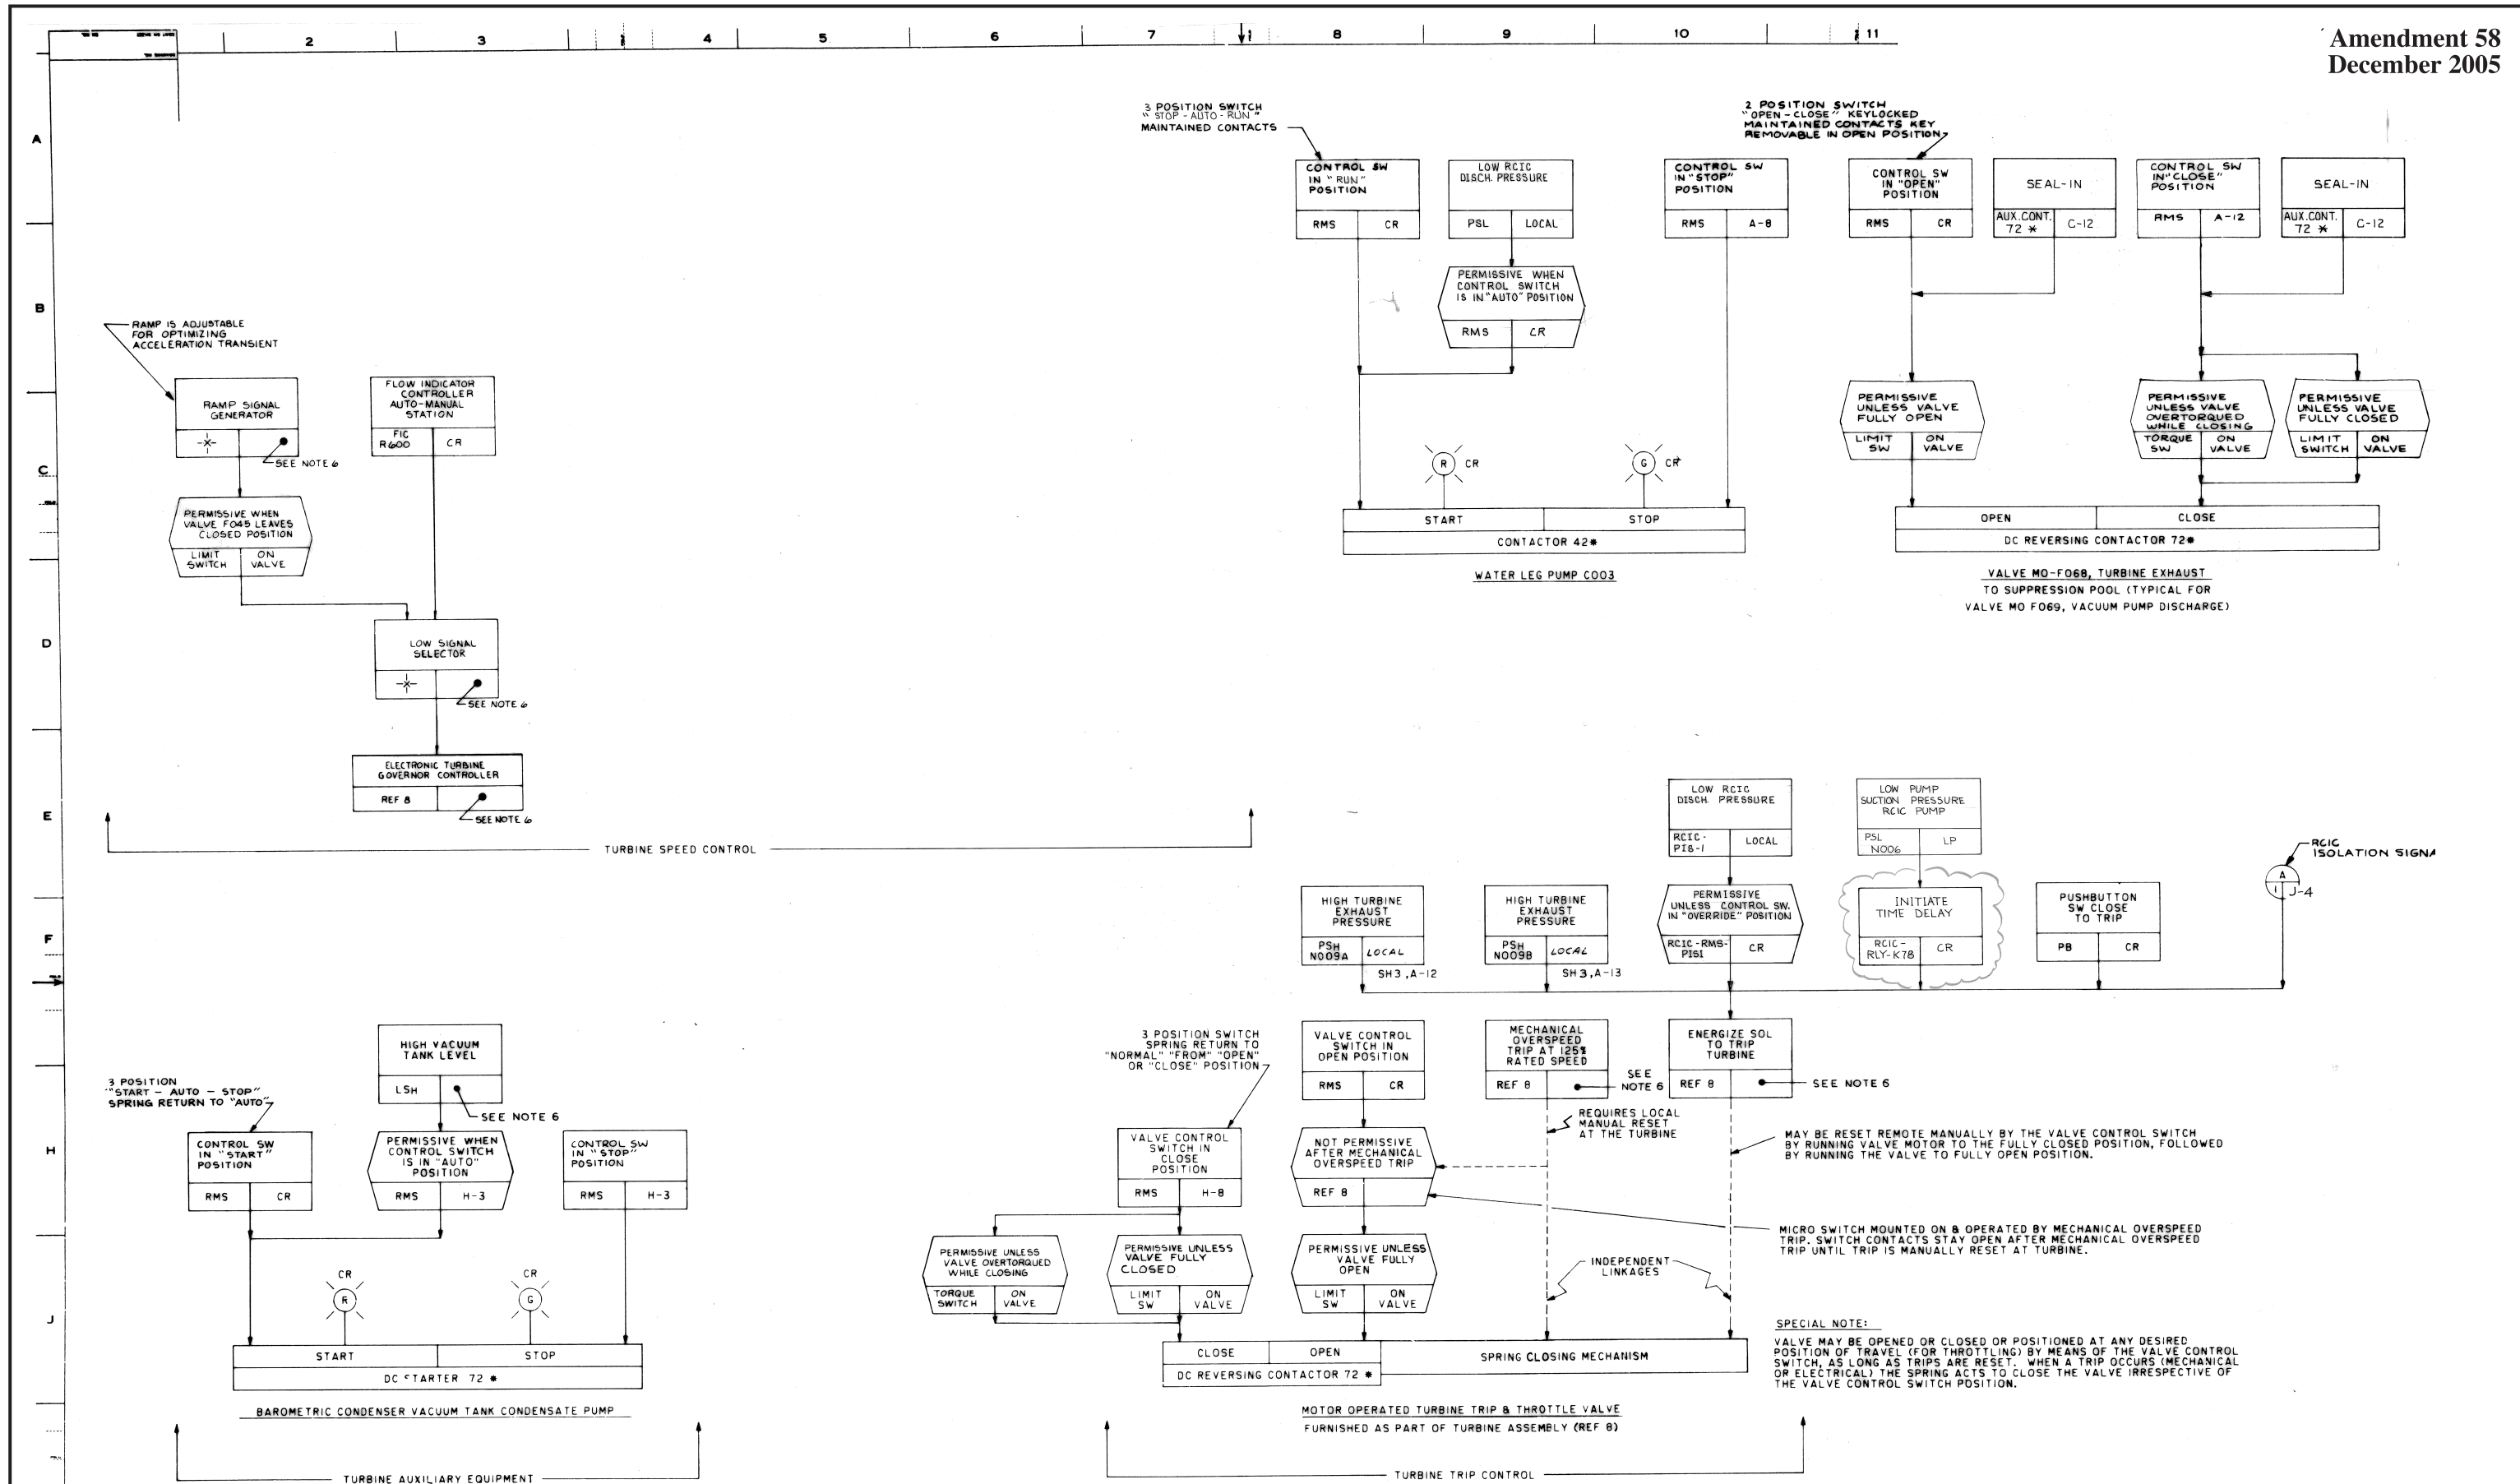 2
3
4
5
6
7
8
9
10
11
Amendment 58
December 2005
A
B
C
D
E
F
H
J
3 POSITION SWITCH
"STOP - AUTO - RUN"
MAINTAINED CONTACTS
CONTROL SW
IN "RUN"
POSITION
RMS
CR
LOW RCIC
DISCH. PRESSURE
PSL
LOCAL
PERMISSIVE WHEN
CONTROL SWITCH
IS IN "AUTO" POSITION
RMS
CR
CONTROL SW
IN "STOP"
POSITION
RMS
A-8
R
CR
G
CR
START
STOP
CONTACTOR 42*
WATER LEG PUMP C003
2 POSITION SWITCH
"OPEN - CLOSE" KEYLOCKED
MAINTAINED CONTACTS KEY
REMOVABLE IN OPEN POSITION
CONTROL SW
IN "OPEN"
POSITION
RMS
CR
SEAL-IN
AUX.CONT.
72 *
C-12
CONTROL SW
IN "CLOSE"
POSITION
RMS
A-12
SEAL-IN
AUX.CONT.
72 *
C-12
PERMISSIVE
UNLESS VALVE
FULLY OPEN
LIMIT
SW
ON
VALVE
PERMISSIVE
UNLESS VALVE
OVERTORQUED
WHILE CLOSING
TORQUE
SW
ON
VALVE
PERMISSIVE
UNLESS VALVE
FULLY CLOSED
LIMIT
SWITCH
ON
VALVE
OPEN
CLOSE
DC REVERSING CONTACTOR 72*
VALVE MO-F068, TURBINE EXHAUST
TO SUPPRESSION POOL (TYPICAL FOR
VALVE MO F069, VACUUM PUMP DISCHARGE)
RAMP IS ADJUSTABLE
FOR OPTIMIZING
ACCELERATION TRANSIENT
RAMP SIGNAL
GENERATOR
SEE NOTE 6
FLOW INDICATOR
CONTROLLER
AUTO-MANUAL
STATION
FIC
R600
CR
PERMISSIVE WHEN
VALVE F045 LEAVES
CLOSED POSITION
LIMIT
SWITCH
ON
VALVE
LOW SIGNAL
SELECTOR
SEE NOTE 6
ELECTRONIC TURBINE
GOVERNOR CONTROLLER
REF 8
SEE NOTE 6
TURBINE SPEED CONTROL
LOW RCIC
DISCH. PRESSURE
RCIC-
PIS-1
LOCAL
LOW PUMP
SUCTION PRESSURE
RCIC PUMP
PSL
N006
LP
RCIC
ISOLATION SIGNA
A
1
J-4
HIGH TURBINE
EXHAUST
PRESSURE
PSH
N009A
LOCAL
SH3,A-12
HIGH TURBINE
EXHAUST
PRESSURE
PSH
N009B
LOCAL
SH3,A-13
PERMISSIVE
UNLESS CONTROL SW.
IN "OVERRIDE" POSITION
RCIC-RMS-
PIS1
CR
INITIATE
TIME DELAY
RCIC-
RLY-K78
CR
PUSHBUTTON
SW CLOSE
TO TRIP
PB
CR
3 POSITION SWITCH
SPRING RETURN TO
"NORMAL" "FROM" "OPEN"
OR "CLOSE" POSITION
VALVE CONTROL
SWITCH IN
OPEN POSITION
RMS
CR
MECHANICAL
OVERSPEED
TRIP AT 125%
RATED SPEED
REF 8
SEE
NOTE 6
ENERGIZE SOL
TO TRIP
TURBINE
REF 8
SEE NOTE 6
REQUIRES LOCAL
MANUAL RESET
AT THE TURBINE
MAY BE RESET REMOTE MANUALLY BY THE VALVE CONTROL SWITCH
BY RUNNING VALVE MOTOR TO THE FULLY CLOSED POSITION, FOLLOWED
BY RUNNING THE VALVE TO FULLY OPEN POSITION.
VALVE CONTROL
SWITCH IN
CLOSE
POSITION
RMS
H-8
NOT PERMISSIVE
AFTER MECHANICAL
OVERSPEED TRIP
REF 8
MICRO SWITCH MOUNTED ON & OPERATED BY MECHANICAL OVERSPEED
TRIP. SWITCH CONTACTS STAY OPEN AFTER MECHANICAL OVERSPEED
TRIP UNTIL TRIP IS MANUALLY RESET AT TURBINE.
PERMISSIVE UNLESS
VALVE OVERTORQUED
WHILE CLOSING
TORQUE
SWITCH
ON
VALVE
PERMISSIVE UNLESS
VALVE FULLY
CLOSED
LIMIT
SW
ON
VALVE
PERMISSIVE UNLESS
VALVE FULLY
OPEN
LIMIT
SW
ON
VALVE
INDEPENDENT
LINKAGES
CLOSE
OPEN
SPRING CLOSING MECHANISM
DC REVERSING CONTACTOR 72 *
MOTOR OPERATED TURBINE TRIP & THROTTLE VALVE
FURNISHED AS PART OF TURBINE ASSEMBLY (REF 8)
TURBINE TRIP CONTROL
SPECIAL NOTE:
VALVE MAY BE OPENED OR CLOSED OR POSITIONED AT ANY DESIRED
POSITION OF TRAVEL (FOR THROTTLING) BY MEANS OF THE VALVE CONTROL
SWITCH, AS LONG AS TRIPS ARE RESET. WHEN A TRIP OCCURS (MECHANICAL
OR ELECTRICAL) THE SPRING ACTS TO CLOSE THE VALVE IRRESPECTIVE OF
THE VALVE CONTROL SWITCH POSITION.
HIGH VACUUM
TANK LEVEL
LSH
SEE NOTE 6
3 POSITION
"START - AUTO - STOP"
SPRING RETURN TO "AUTO"
CONTROL SW
IN "START"
POSITION
RMS
CR
PERMISSIVE WHEN
CONTROL SWITCH
IS IN "AUTO"
POSITION
RMS
H-3
CONTROL SW
IN "STOP"
POSITION
RMS
H-3
CR
R
CR
G
START
STOP
DC STARTER 72 *
BAROMETRIC CONDENSER VACUUM TANK CONDENSATE PUMP
TURBINE AUXILIARY EQUIPMENT